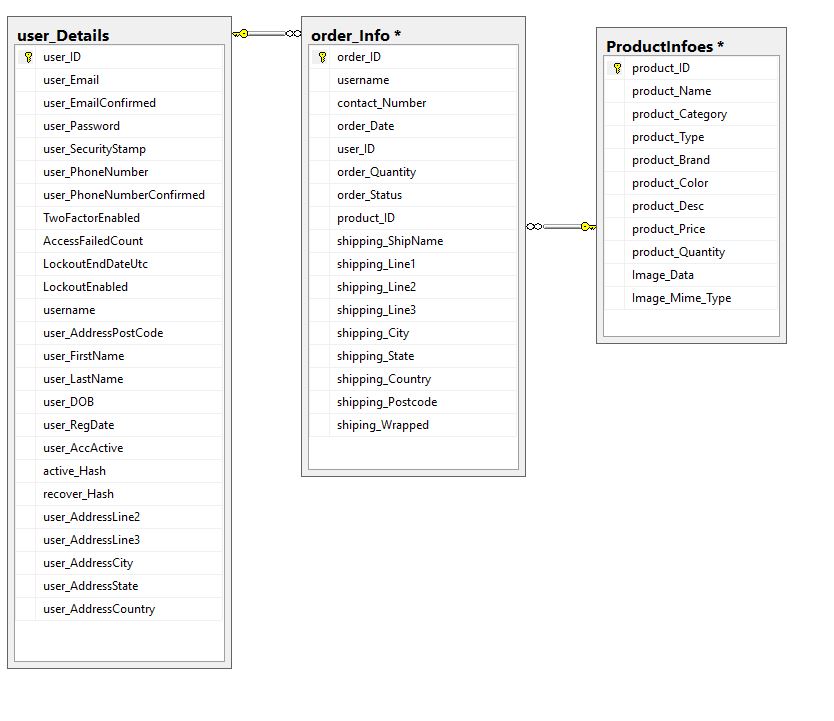 user_Details
user_ID
user_Email
user_EmailConfirmed
user_Password
user_SecurityStamp
user_PhoneNumber
user_PhoneNumberConfirmed
TwoFactorEnabled
AccessFailedCount
LockoutEndDateUtc
LockoutEnabled
username
user_AddressPostCode
user_FirstName
user_LastName
user_DOB
user_RegDate
user_AccActive
active_Hash
recover_Hash
user_AddressLine2
user_AddressLine3
user_AddressCity
user_AddressState
user_AddressCountry
order_Info *
order_ID
username
contact_Number
order_Date
user_ID
order_Quantity
order_Status
product_ID
shipping_ShipName
shipping_Line1
shipping_Line2
shipping_Line3
shipping_City
shipping_State
shipping_Country
shipping_Postcode
shiping_Wrapped
ProductInfoes *
product_ID
product_Name
product_Category
product_Type
product_Brand
product_Color
product_Desc
product_Price
product_Quantity
Image_Data
Image_Mime_Type